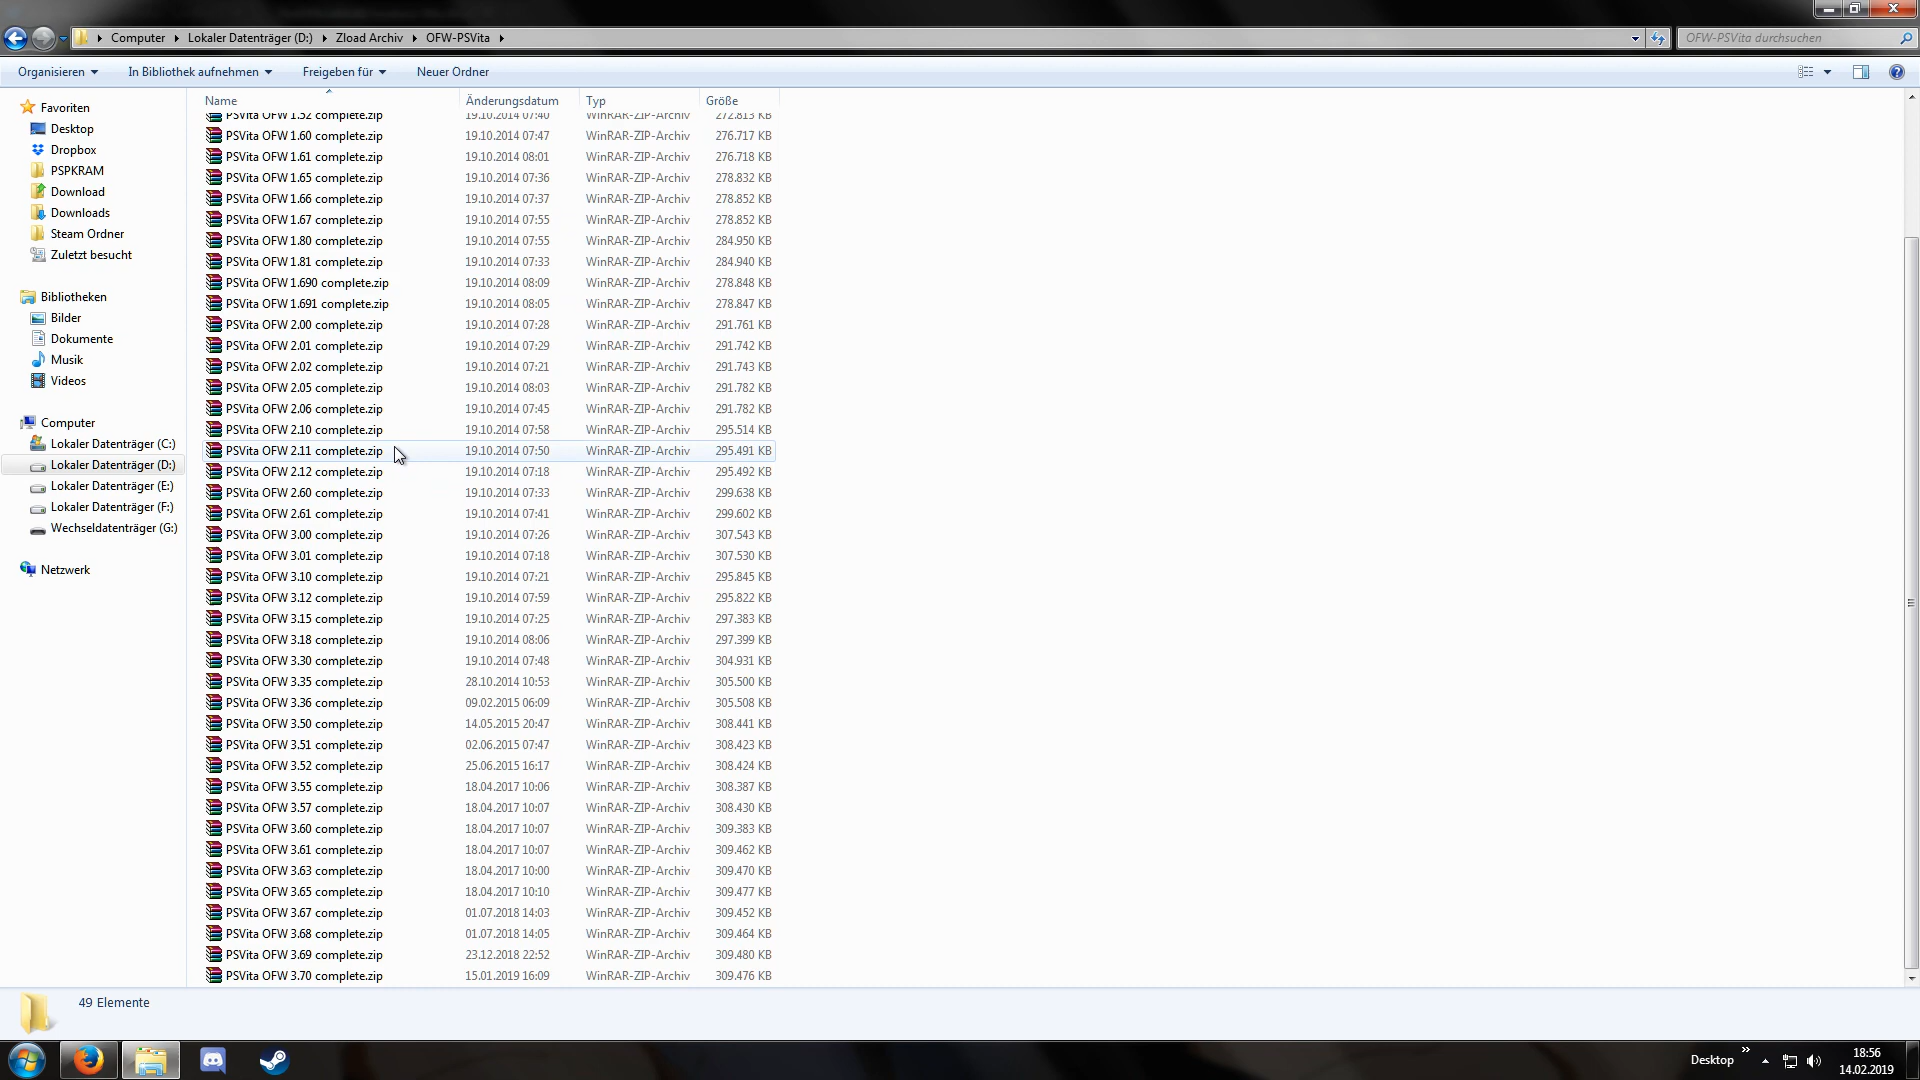 Computer Lokaler Datenträger (D:) Zload Archiv OFW-PSVita OFW-PSVita durchsuchen
Organisieren In Bibliothek aufnehmen Freigeben für Neuer Ordner
Favoriten
Desktop
Dropbox
PSPKRAM
Download
Downloads
Steam Ordner
Zuletzt besucht
Bibliotheken
Bilder
Dokumente
Musik
Videos
Computer
Lokaler Datenträger (C:)
Lokaler Datenträger (D:)
Lokaler Datenträger (E:)
Lokaler Datenträger (F:)
Wechseldatenträger (G:)
Netzwerk
Name Änderungsdatum Typ Größe
PSVita OFW 1.52 complete.zip 19.10.2014 07:40 WinRAR-ZIP-Archiv 272.813 KB
PSVita OFW 1.60 complete.zip 19.10.2014 07:47 WinRAR-ZIP-Archiv 276.717 KB
PSVita OFW 1.61 complete.zip 19.10.2014 08:01 WinRAR-ZIP-Archiv 276.718 KB
PSVita OFW 1.65 complete.zip 19.10.2014 07:36 WinRAR-ZIP-Archiv 278.832 KB
PSVita OFW 1.66 complete.zip 19.10.2014 07:37 WinRAR-ZIP-Archiv 278.852 KB
PSVita OFW 1.67 complete.zip 19.10.2014 07:55 WinRAR-ZIP-Archiv 278.852 KB
PSVita OFW 1.80 complete.zip 19.10.2014 07:55 WinRAR-ZIP-Archiv 284.950 KB
PSVita OFW 1.81 complete.zip 19.10.2014 07:33 WinRAR-ZIP-Archiv 284.940 KB
PSVita OFW 1.690 complete.zip 19.10.2014 08:09 WinRAR-ZIP-Archiv 278.848 KB
PSVita OFW 1.691 complete.zip 19.10.2014 08:05 WinRAR-ZIP-Archiv 278.847 KB
PSVita OFW 2.00 complete.zip 19.10.2014 07:28 WinRAR-ZIP-Archiv 291.761 KB
PSVita OFW 2.01 complete.zip 19.10.2014 07:29 WinRAR-ZIP-Archiv 291.742 KB
PSVita OFW 2.02 complete.zip 19.10.2014 07:21 WinRAR-ZIP-Archiv 291.743 KB
PSVita OFW 2.05 complete.zip 19.10.2014 08:03 WinRAR-ZIP-Archiv 291.782 KB
PSVita OFW 2.06 complete.zip 19.10.2014 07:45 WinRAR-ZIP-Archiv 291.782 KB
PSVita OFW 2.10 complete.zip 19.10.2014 07:58 WinRAR-ZIP-Archiv 295.514 KB
PSVita OFW 2.11 complete.zip 19.10.2014 07:50 WinRAR-ZIP-Archiv 295.491 KB
PSVita OFW 2.12 complete.zip 19.10.2014 07:18 WinRAR-ZIP-Archiv 295.492 KB
PSVita OFW 2.60 complete.zip 19.10.2014 07:33 WinRAR-ZIP-Archiv 299.638 KB
PSVita OFW 2.61 complete.zip 19.10.2014 07:41 WinRAR-ZIP-Archiv 299.602 KB
PSVita OFW 3.00 complete.zip 19.10.2014 07:26 WinRAR-ZIP-Archiv 307.543 KB
PSVita OFW 3.01 complete.zip 19.10.2014 07:18 WinRAR-ZIP-Archiv 307.530 KB
PSVita OFW 3.10 complete.zip 19.10.2014 07:21 WinRAR-ZIP-Archiv 295.845 KB
PSVita OFW 3.12 complete.zip 19.10.2014 07:59 WinRAR-ZIP-Archiv 295.822 KB
PSVita OFW 3.15 complete.zip 19.10.2014 07:25 WinRAR-ZIP-Archiv 297.383 KB
PSVita OFW 3.18 complete.zip 19.10.2014 08:06 WinRAR-ZIP-Archiv 297.399 KB
PSVita OFW 3.30 complete.zip 19.10.2014 07:48 WinRAR-ZIP-Archiv 304.931 KB
PSVita OFW 3.35 complete.zip 28.10.2014 10:53 WinRAR-ZIP-Archiv 305.500 KB
PSVita OFW 3.36 complete.zip 09.02.2015 06:09 WinRAR-ZIP-Archiv 305.508 KB
PSVita OFW 3.50 complete.zip 14.05.2015 20:47 WinRAR-ZIP-Archiv 308.441 KB
PSVita OFW 3.51 complete.zip 02.06.2015 07:47 WinRAR-ZIP-Archiv 308.423 KB
PSVita OFW 3.52 complete.zip 25.06.2015 16:17 WinRAR-ZIP-Archiv 308.424 KB
PSVita OFW 3.55 complete.zip 18.04.2017 10:06 WinRAR-ZIP-Archiv 308.387 KB
PSVita OFW 3.57 complete.zip 18.04.2017 10:07 WinRAR-ZIP-Archiv 308.430 KB
PSVita OFW 3.60 complete.zip 18.04.2017 10:07 WinRAR-ZIP-Archiv 309.383 KB
PSVita OFW 3.61 complete.zip 18.04.2017 10:07 WinRAR-ZIP-Archiv 309.462 KB
PSVita OFW 3.63 complete.zip 18.04.2017 10:00 WinRAR-ZIP-Archiv 309.470 KB
PSVita OFW 3.65 complete.zip 18.04.2017 10:10 WinRAR-ZIP-Archiv 309.477 KB
PSVita OFW 3.67 complete.zip 01.07.2018 14:03 WinRAR-ZIP-Archiv 309.452 KB
PSVita OFW 3.68 complete.zip 01.07.2018 14:05 WinRAR-ZIP-Archiv 309.464 KB
PSVita OFW 3.69 complete.zip 23.12.2018 22:52 WinRAR-ZIP-Archiv 309.480 KB
PSVita OFW 3.70 complete.zip 15.01.2019 16:09 WinRAR-ZIP-Archiv 309.476 KB
49 Elemente
Desktop 18:56
14.02.2019